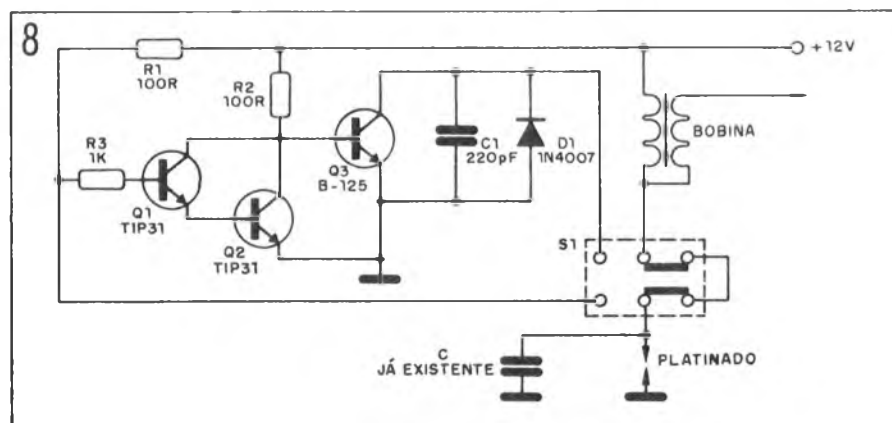 8
+12V
R1
100R
R2
100R
R3
1K
Q1
TIP31
Q2
TIP31
Q3
B-125
C1
220pF
D1
1N4007
BOBINA
S1
C
JÁ EXISTENTE
PLATINADO